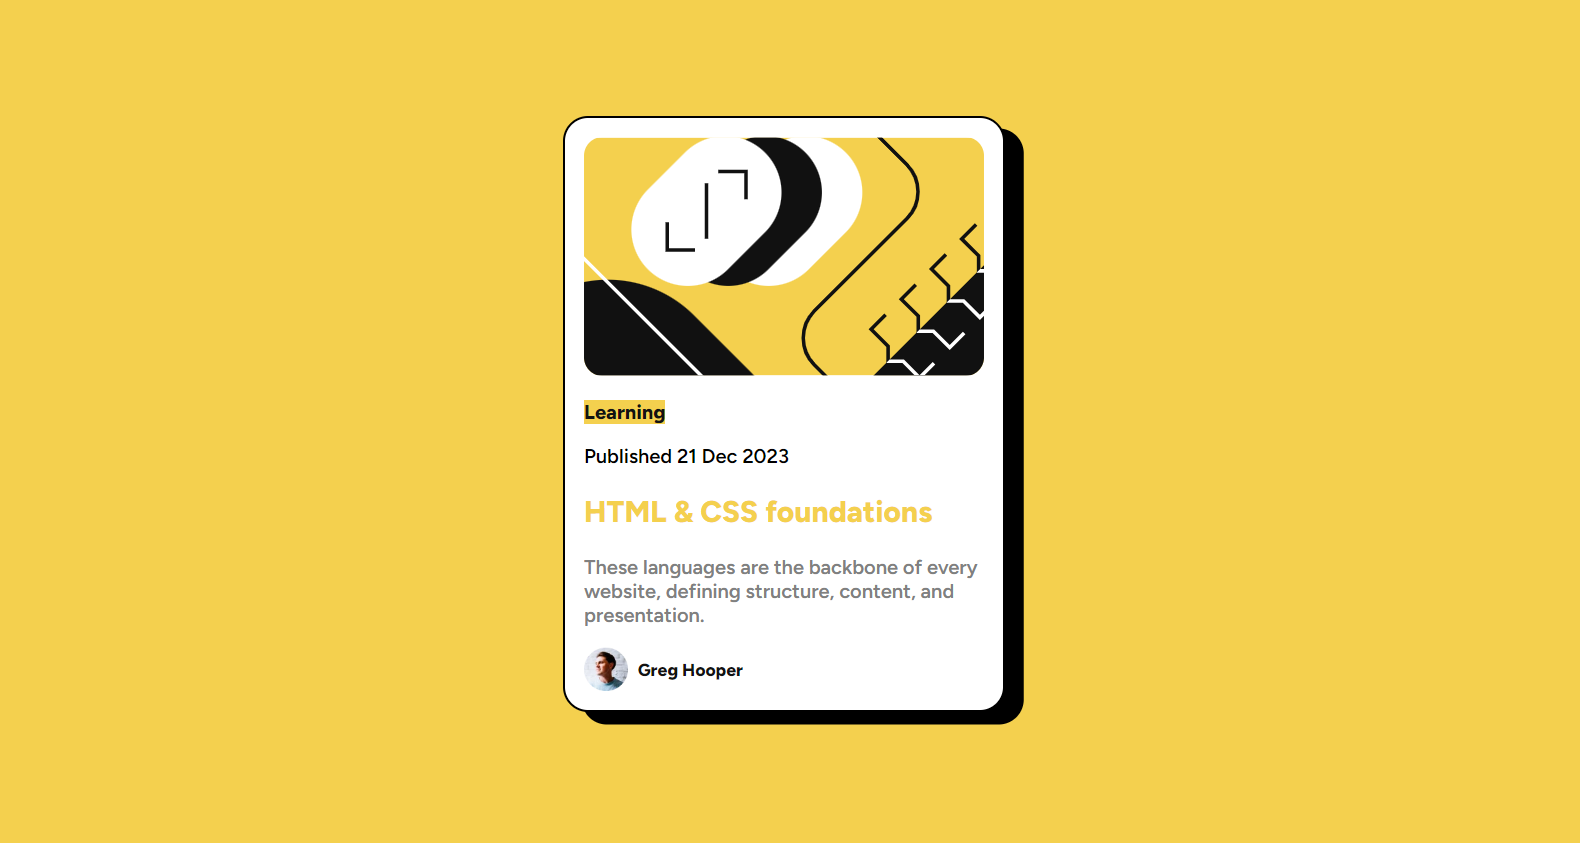 Learning
Published 21 Dec 2023
HTML & CSS foundations
These languages are the backbone of every
website, defining structure, content, and
presentation.
Greg Hooper